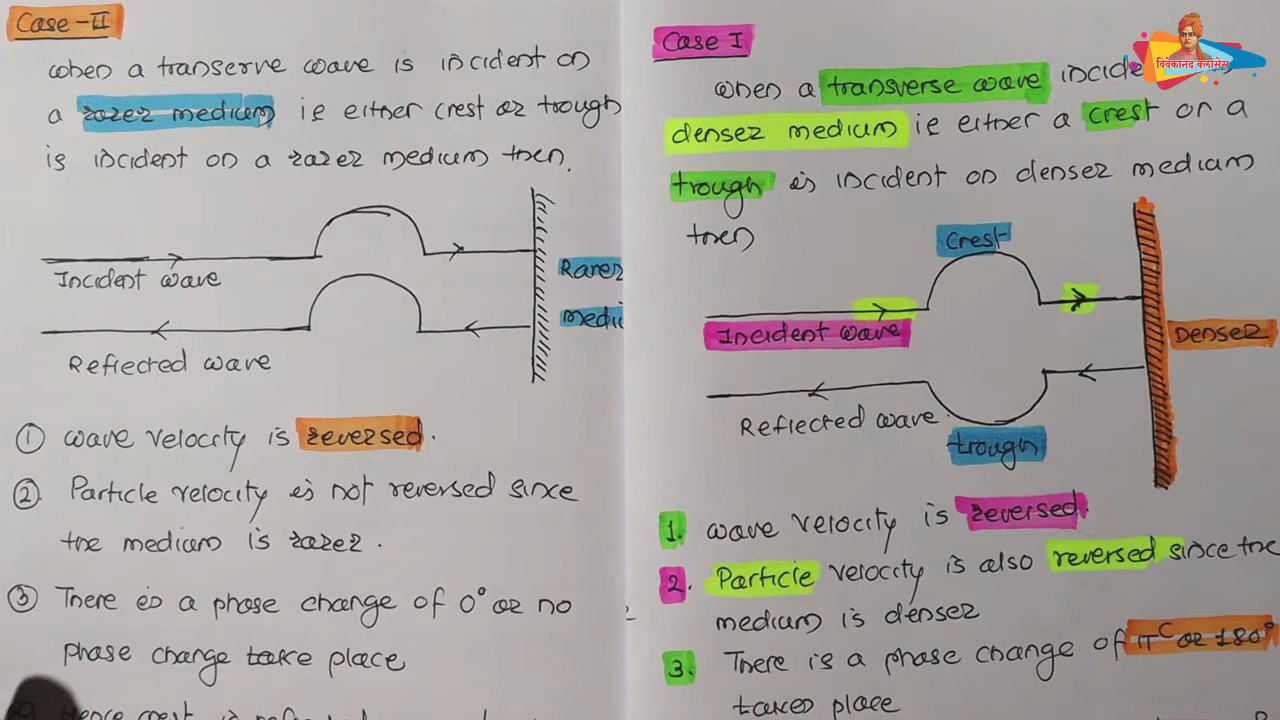 Case-II
when a transerve wave is incident on
a rarer medium ie either crest or trough
is incident on a rarer medium then.
Incident wave
Rarer
medi
Reflected wave
① wave velocity is reversed.
② Particle velocity is not reversed since
the medium is rarer.
③ There is a phase change of 0° or no
phase change take place
Case I
when a transverse wave incide
denser medium ie either a crest or a
trough is incident on denser medium
then
Crest
Incident wave
Denser
Reflected wave.
trough
1. wave velocity is reversed.
2. Particle velocity is also reversed since the
medium is denser
3. There is a phase change of π^c or 180°
takes place
विवेकानंद क्लासेस